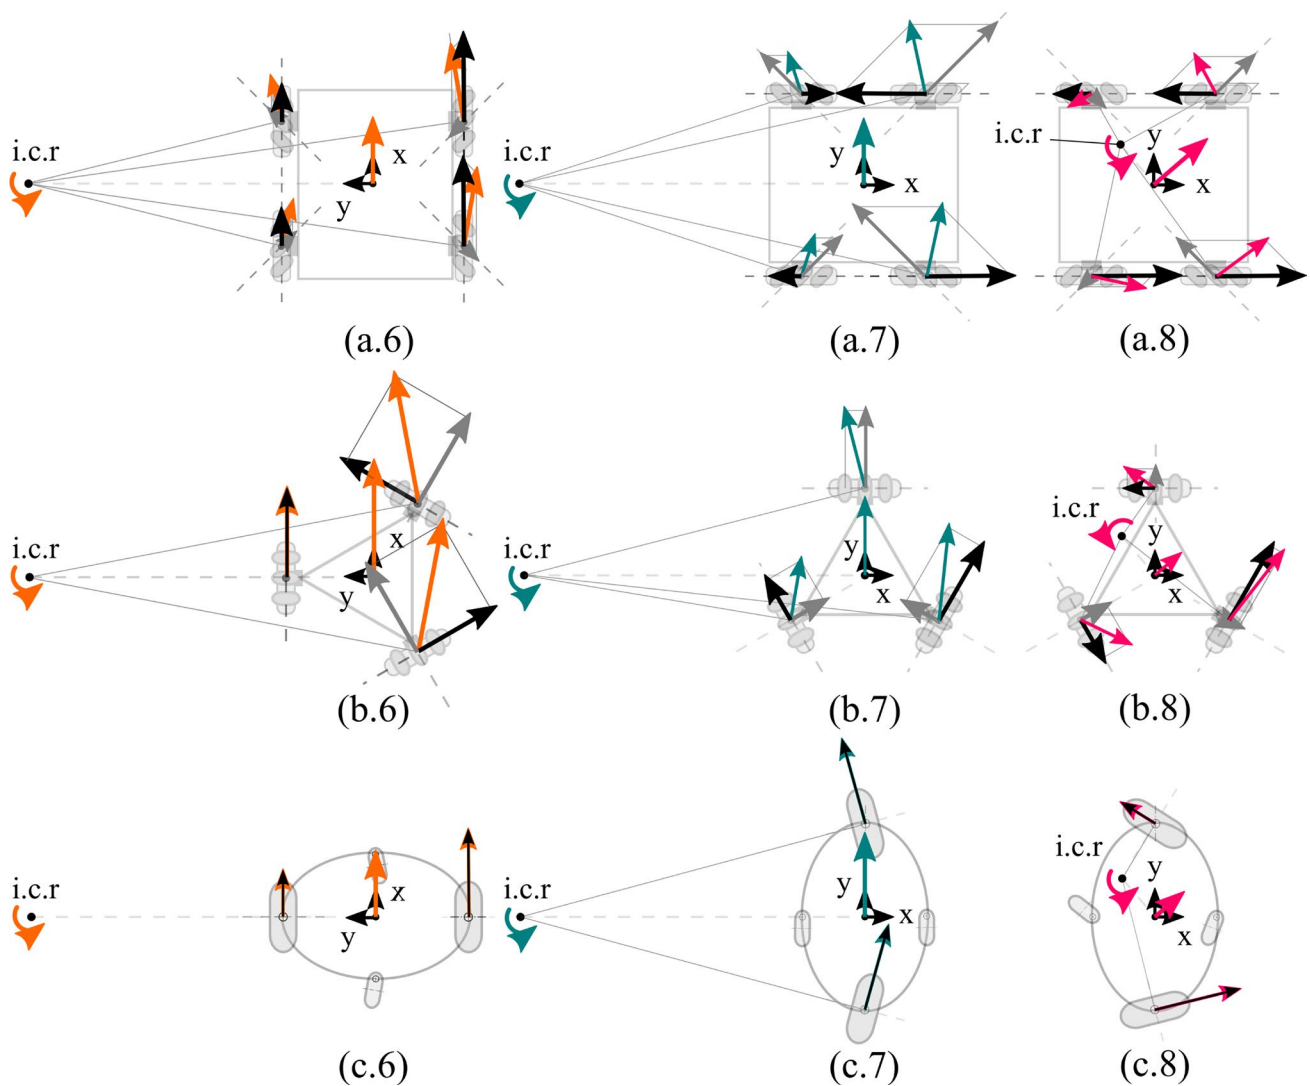 i.c.r
x
y
(a.6)
i.c.r
y
x
(a.7)
i.c.r
y
x
(a.8)
i.c.r
x
y
(b.6)
i.c.r
y
x
(b.7)
i.c.r
y
x
(b.8)
i.c.r
x
y
(c.6)
i.c.r
y
x
(c.7)
i.c.r
y
x
(c.8)